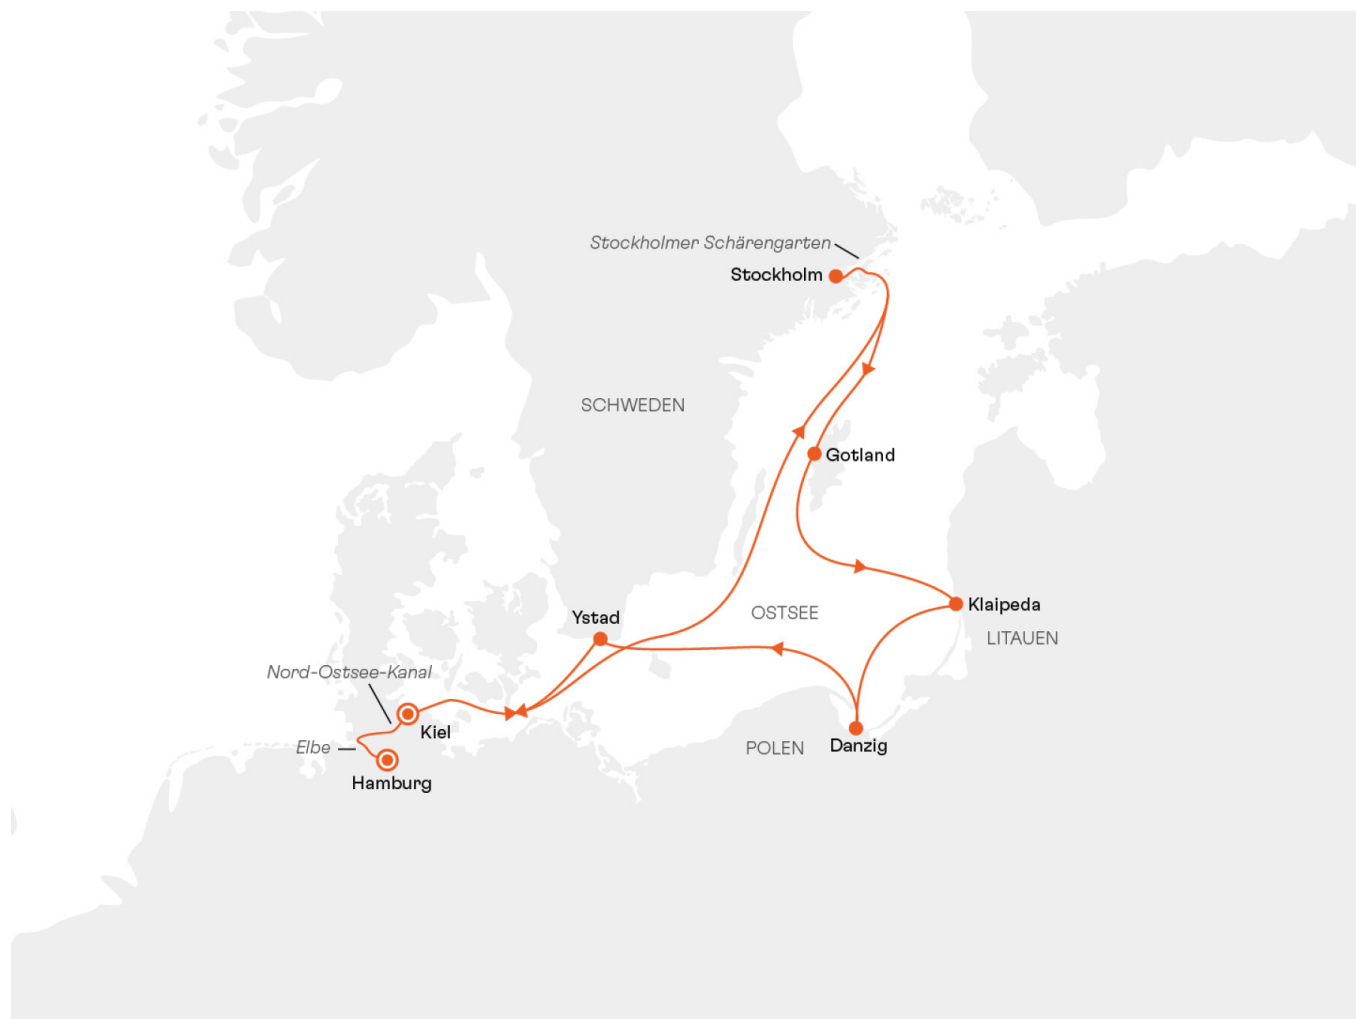 Stockholmer Schärengarten
Stockholm
SCHWEDEN
Gotland
Klaipeda
OSTSEE
Ystad
LITAUEN
Nord-Ostsee-Kanal
Kiel
Elbe
POLEN
Danzig
Hamburg